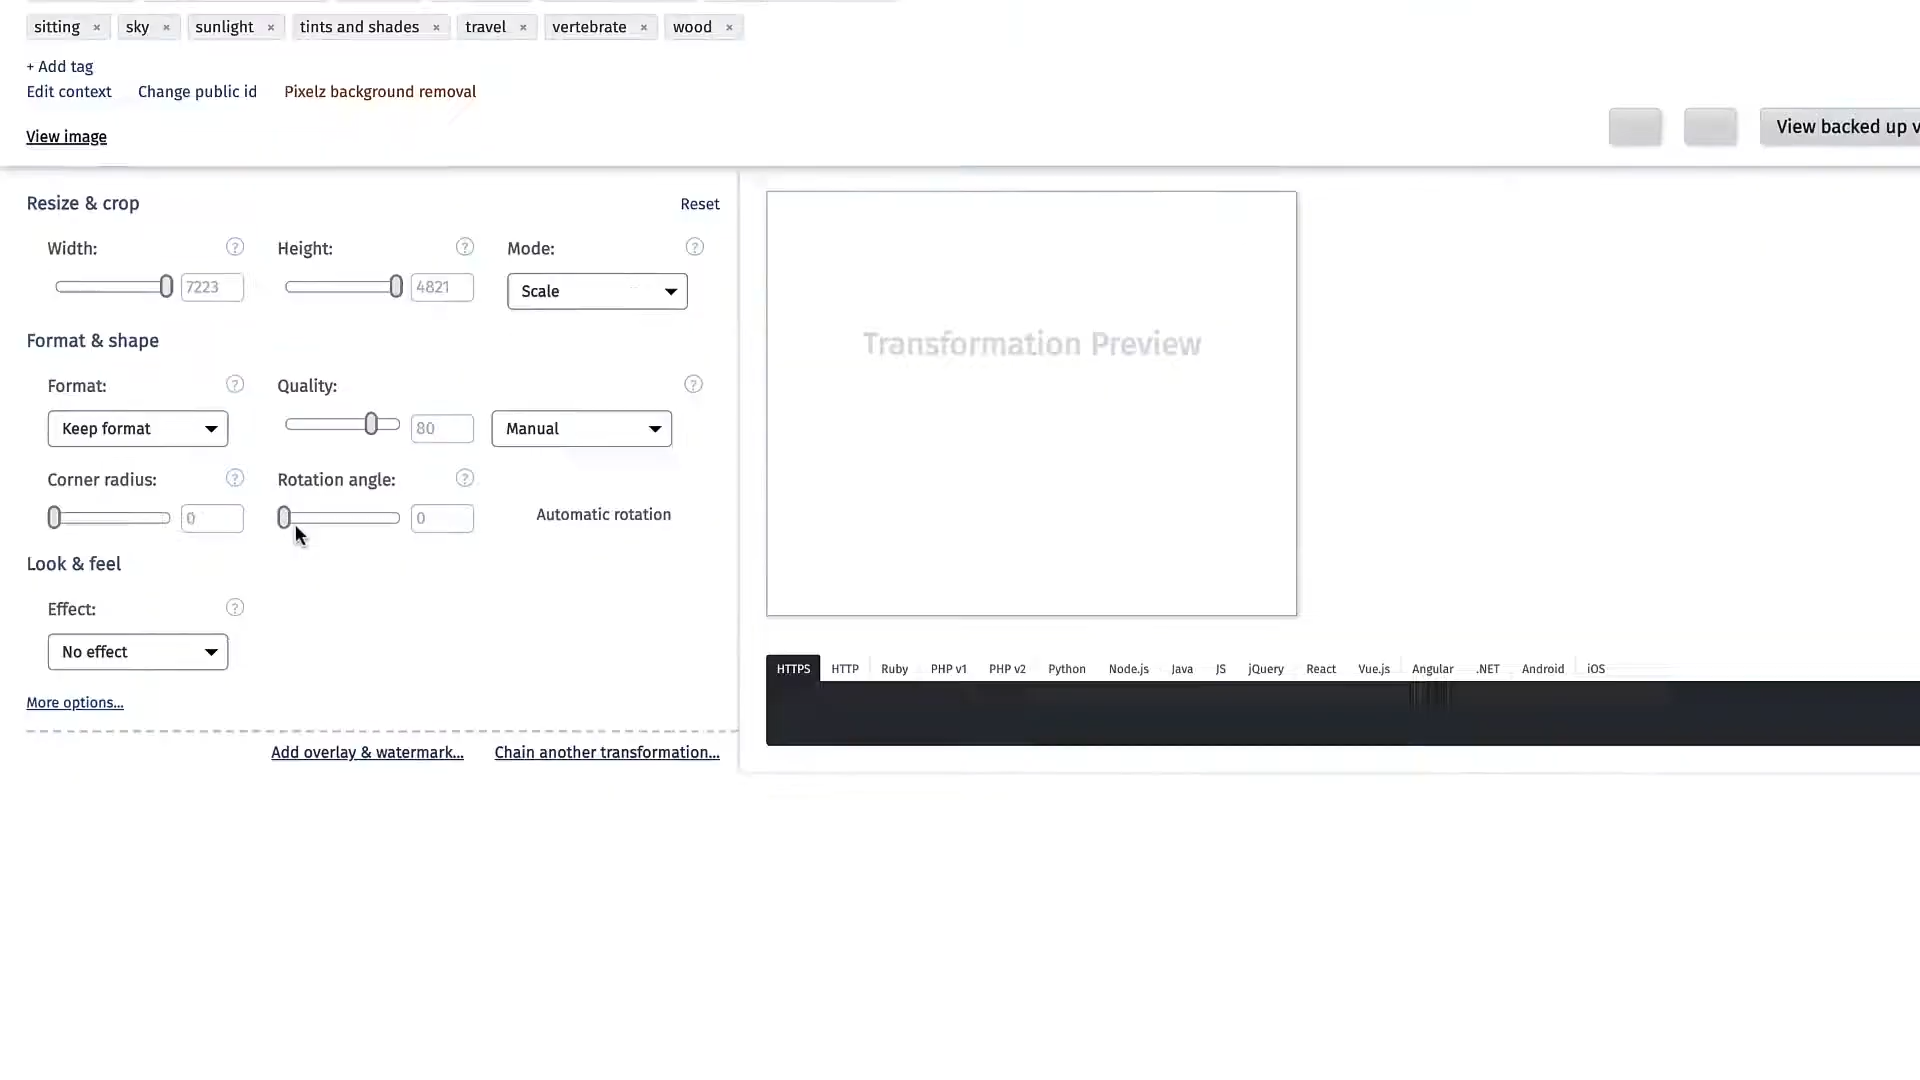 sitting × sky × sunlight × tints and shades × travel × vertebrate × wood ×
+ Add tag
Edit context Change public id Pixelz background removal
View image
View backed up
Resize & crop Reset
Width: ? Height: ? Mode: ?
7223 4821 Scale
Format & shape
Format: ? Quality: ?
Keep format 80 Manual
Corner radius: ? Rotation angle: ?
0 0 Automatic rotation
Look & feel
Effect: ?
No effect
More options...
Add overlay & watermark... Chain another transformation...
Transformation Preview
HTTPS HTTP Ruby PHP v1 PHP v2 Python Node.js Java JS jQuery React Vue.js Angular .NET Android iOS